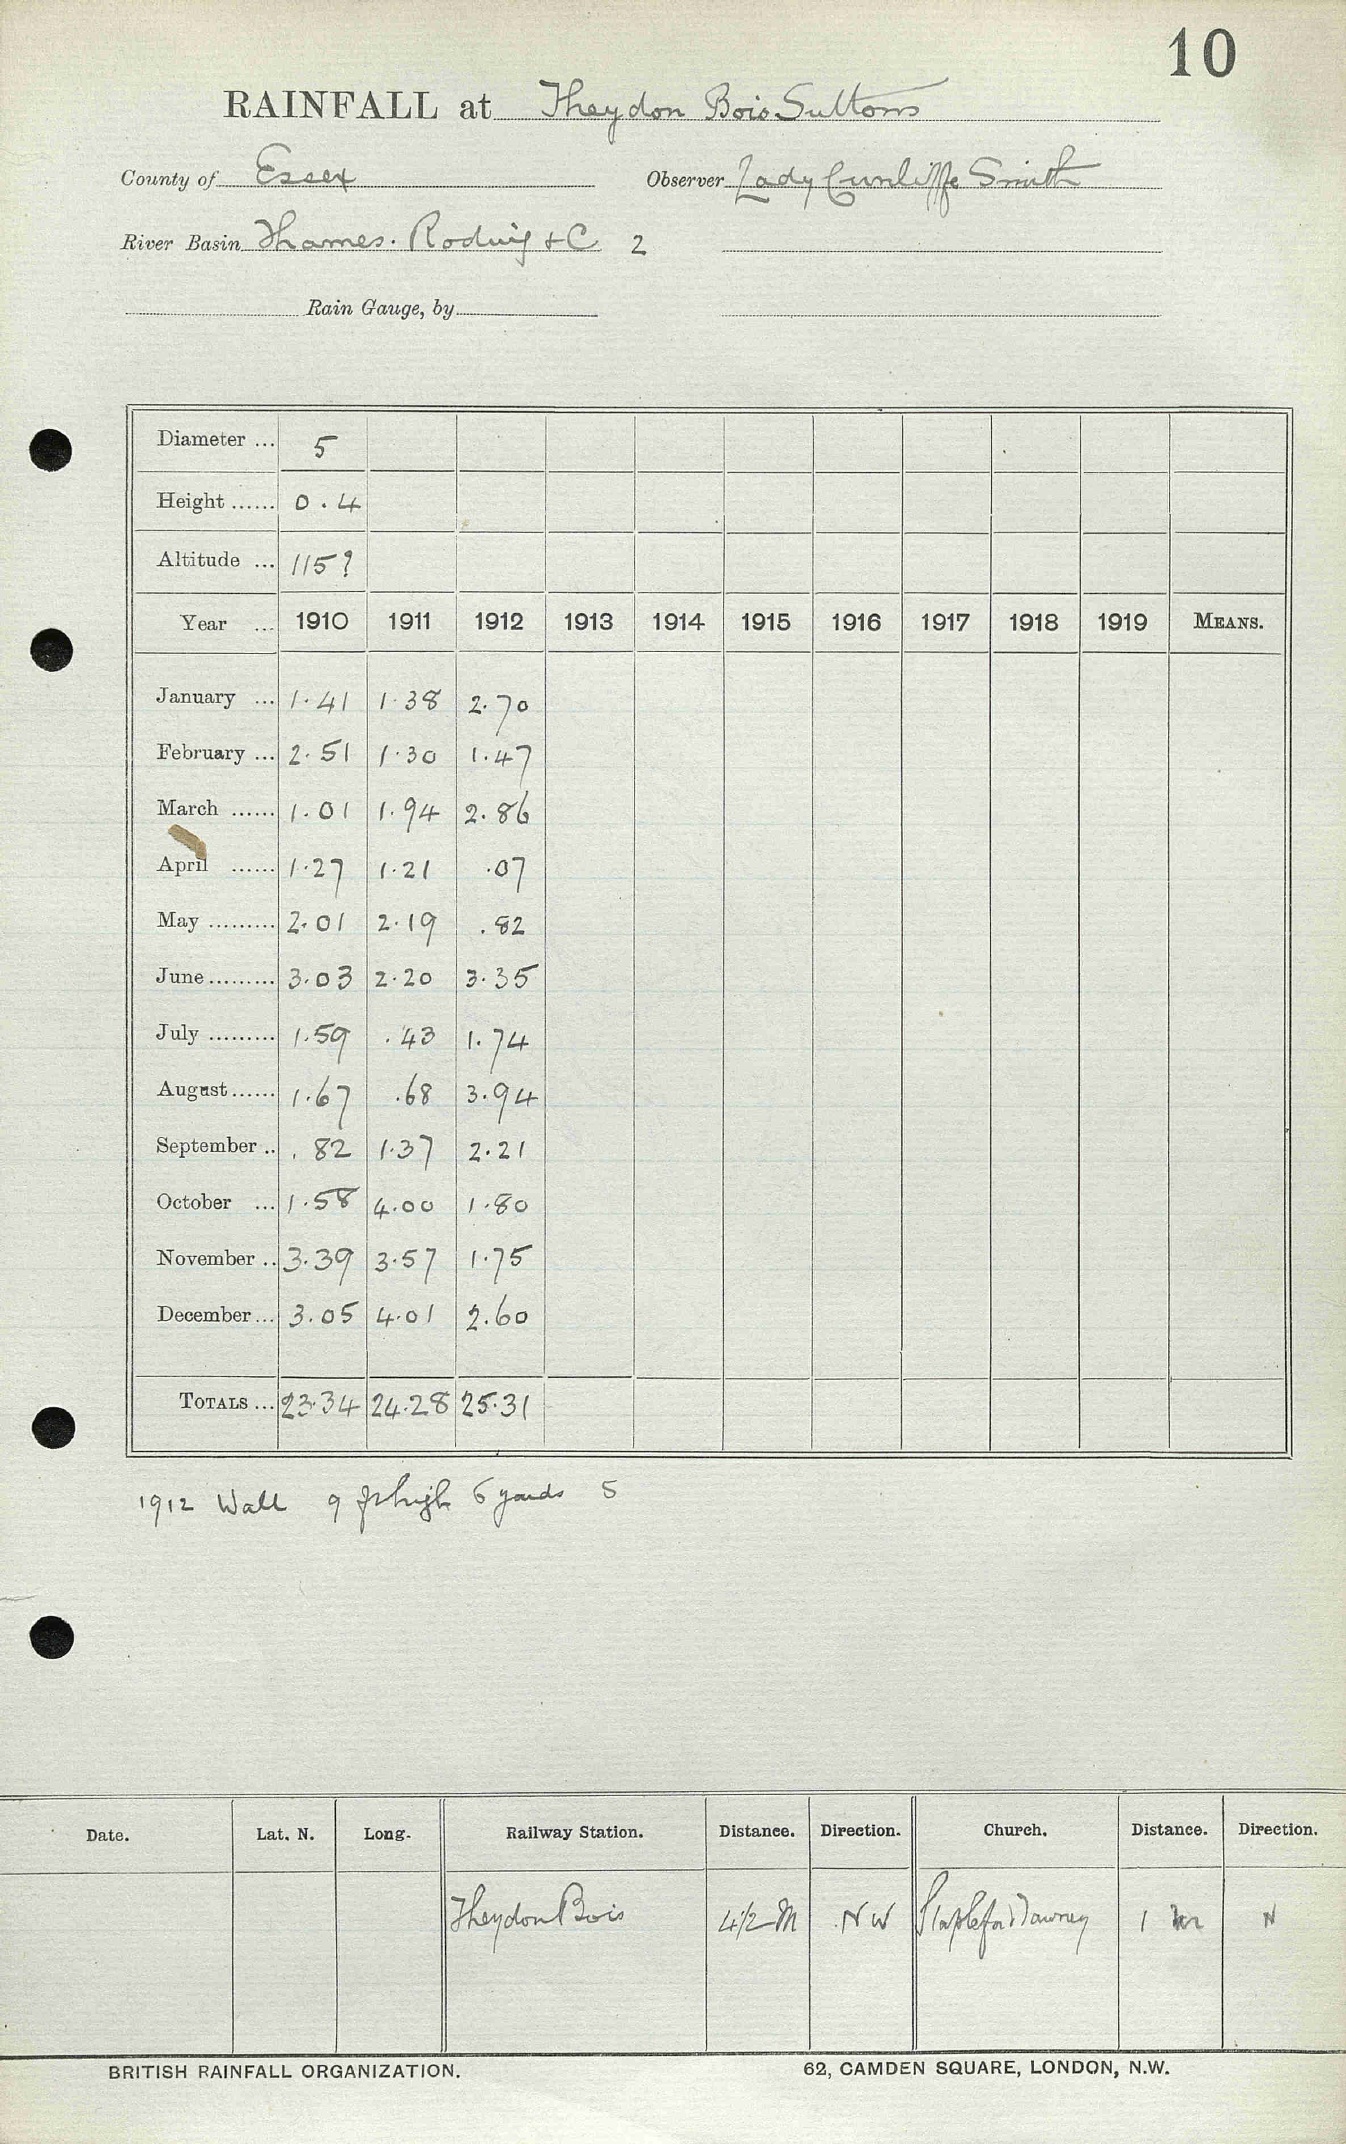 10
RAINFALL at Theydon Bois Suttons
County of Essex Observer Lady Cunliffe Smith
River Basin Thames. Roding + C 2
Rain Gauge, by
Diameter ... 5
Height ...... 0.4
Altitude ... 115?
Year ... 1910 1911 1912 1913 1914 1915 1916 1917 1918 1919 MEANS.
January ... 1.41 1.38 2.70
February ... 2.51 1.30 1.47
March ...... 1.01 1.94 2.86
April ...... 1.27 1.21 .07
May ......... 2.01 2.19 .82
June ......... 3.03 2.20 3.35
July ......... 1.59 .43 1.74
August ...... 1.67 .68 3.94
September .. .82 1.37 2.21
October ... 1.58 4.00 1.80
November .. 3.39 3.57 1.75
December ... 3.05 4.01 2.60
TOTALS ... 23.34 24.28 25.31
1912 Wall 9 ft high 6 yards S
Date. Lat. N. Long. Railway Station. Distance. Direction. Church. Distance. Direction.
Theydon Bois 4½ M NW Stapleford Tawney 1 m N
BRITISH RAINFALL ORGANIZATION. 62, CAMDEN SQUARE, LONDON, N.W.